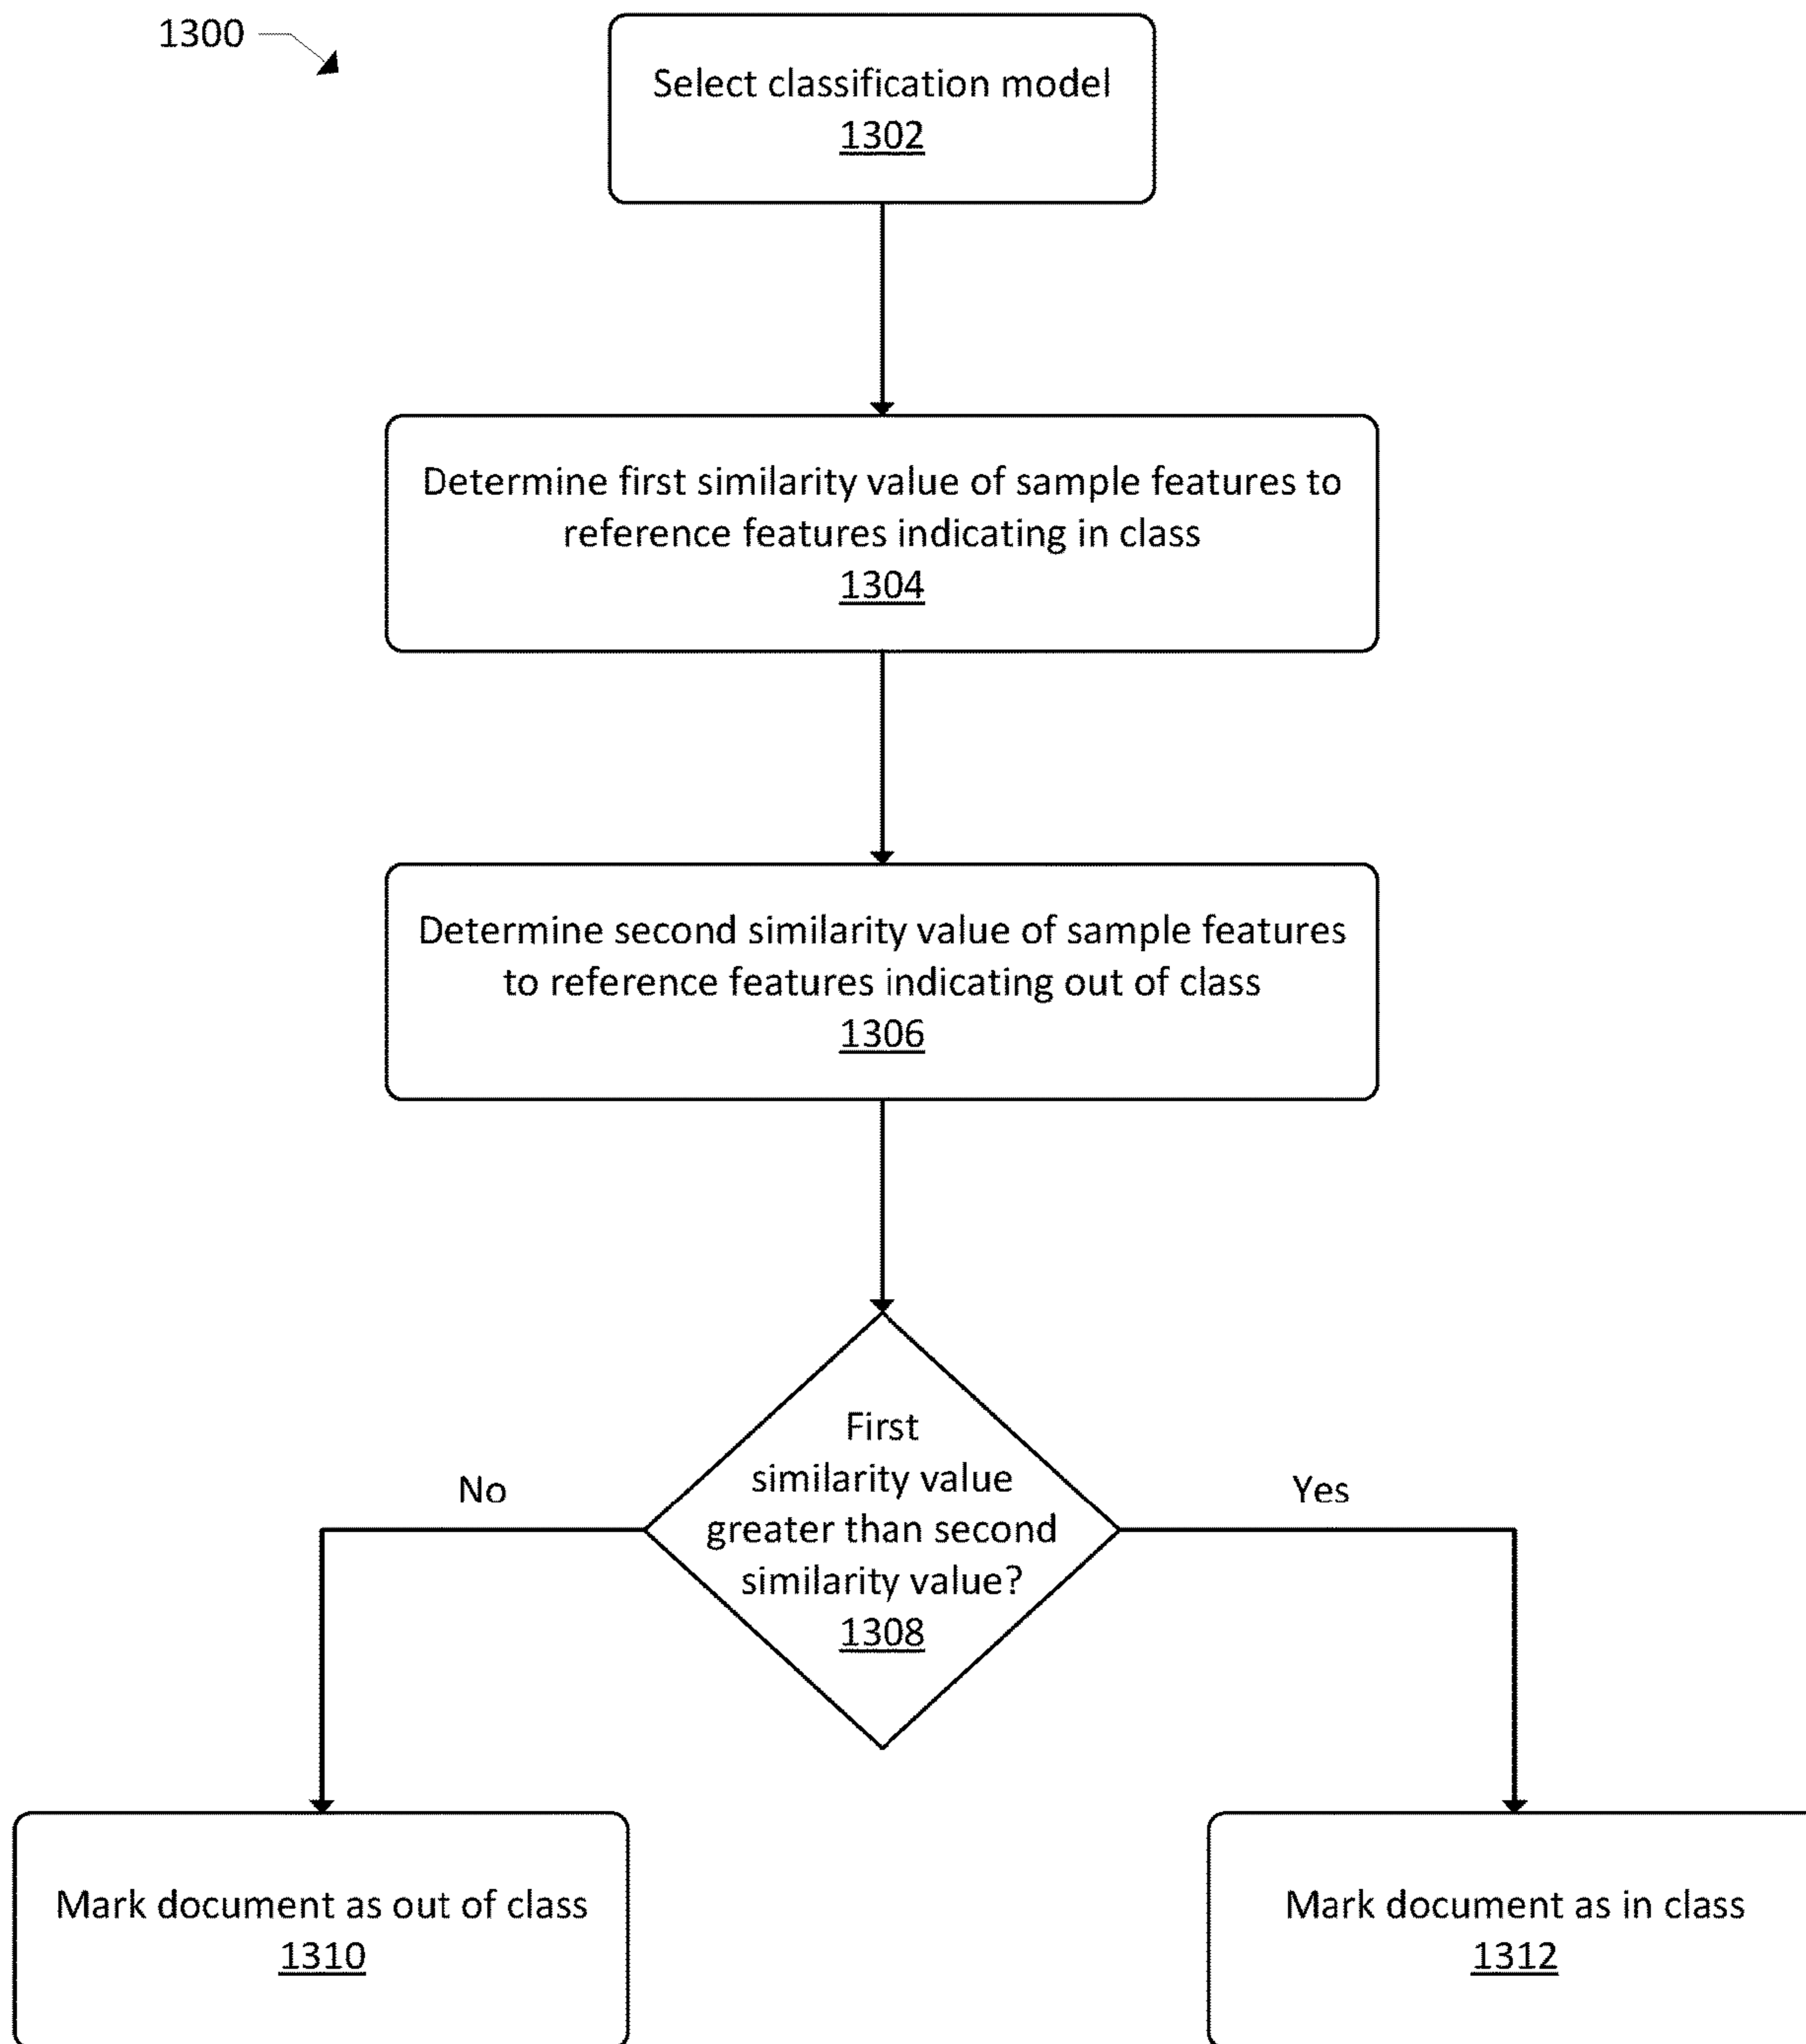 1300
Select classification model
1302
Determine first similarity value of sample features to
reference features indicating in class
1304
Determine second similarity value of sample features
to reference features indicating out of class
1306
First
similarity value
greater than second
similarity value?
1308
No
Yes
Mark document as out of class
1310
Mark document as in class
1312